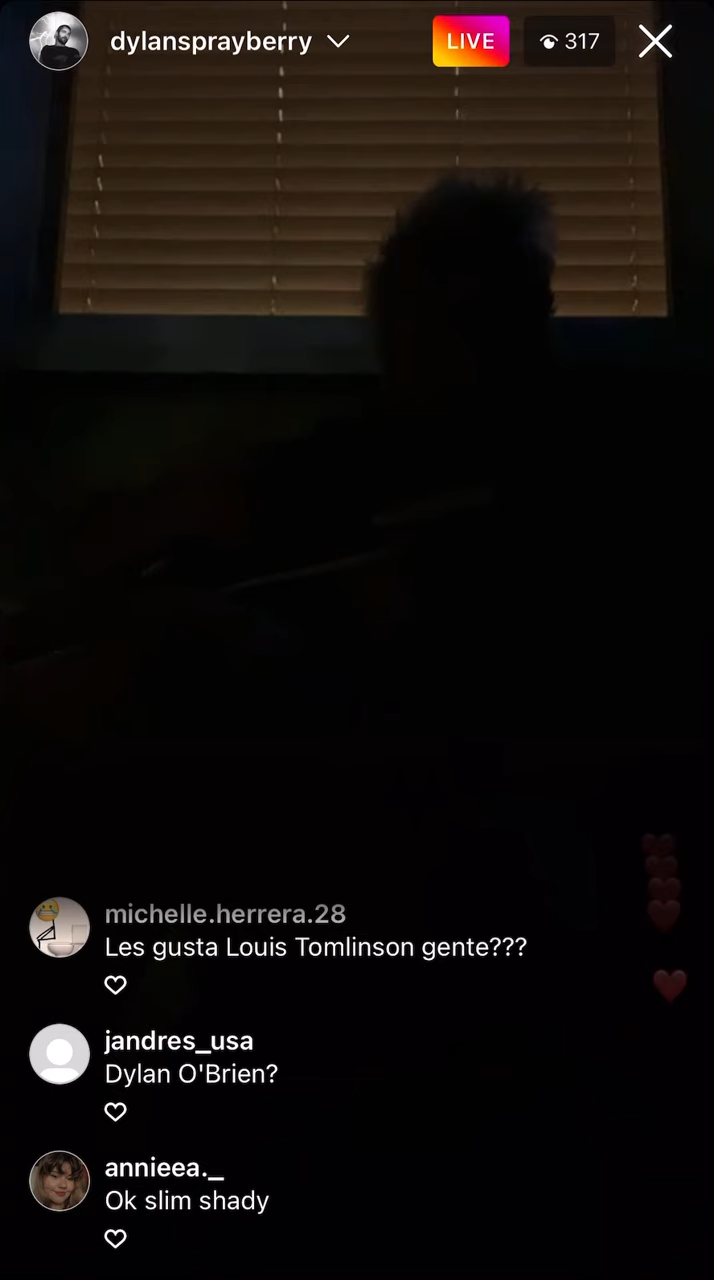 dylansprayberry
LIVE
317
michelle.herrera.28
Les gusta Louis Tomlinson gente???
jandres_usa
Dylan O'Brien?
annieea._
Ok slim shady